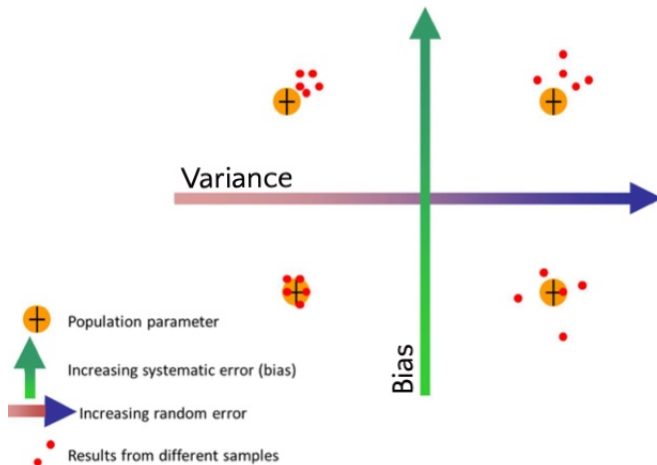 Variance
Bias
Population parameter
Increasing systematic error (bias)
Increasing random error
Results from different samples